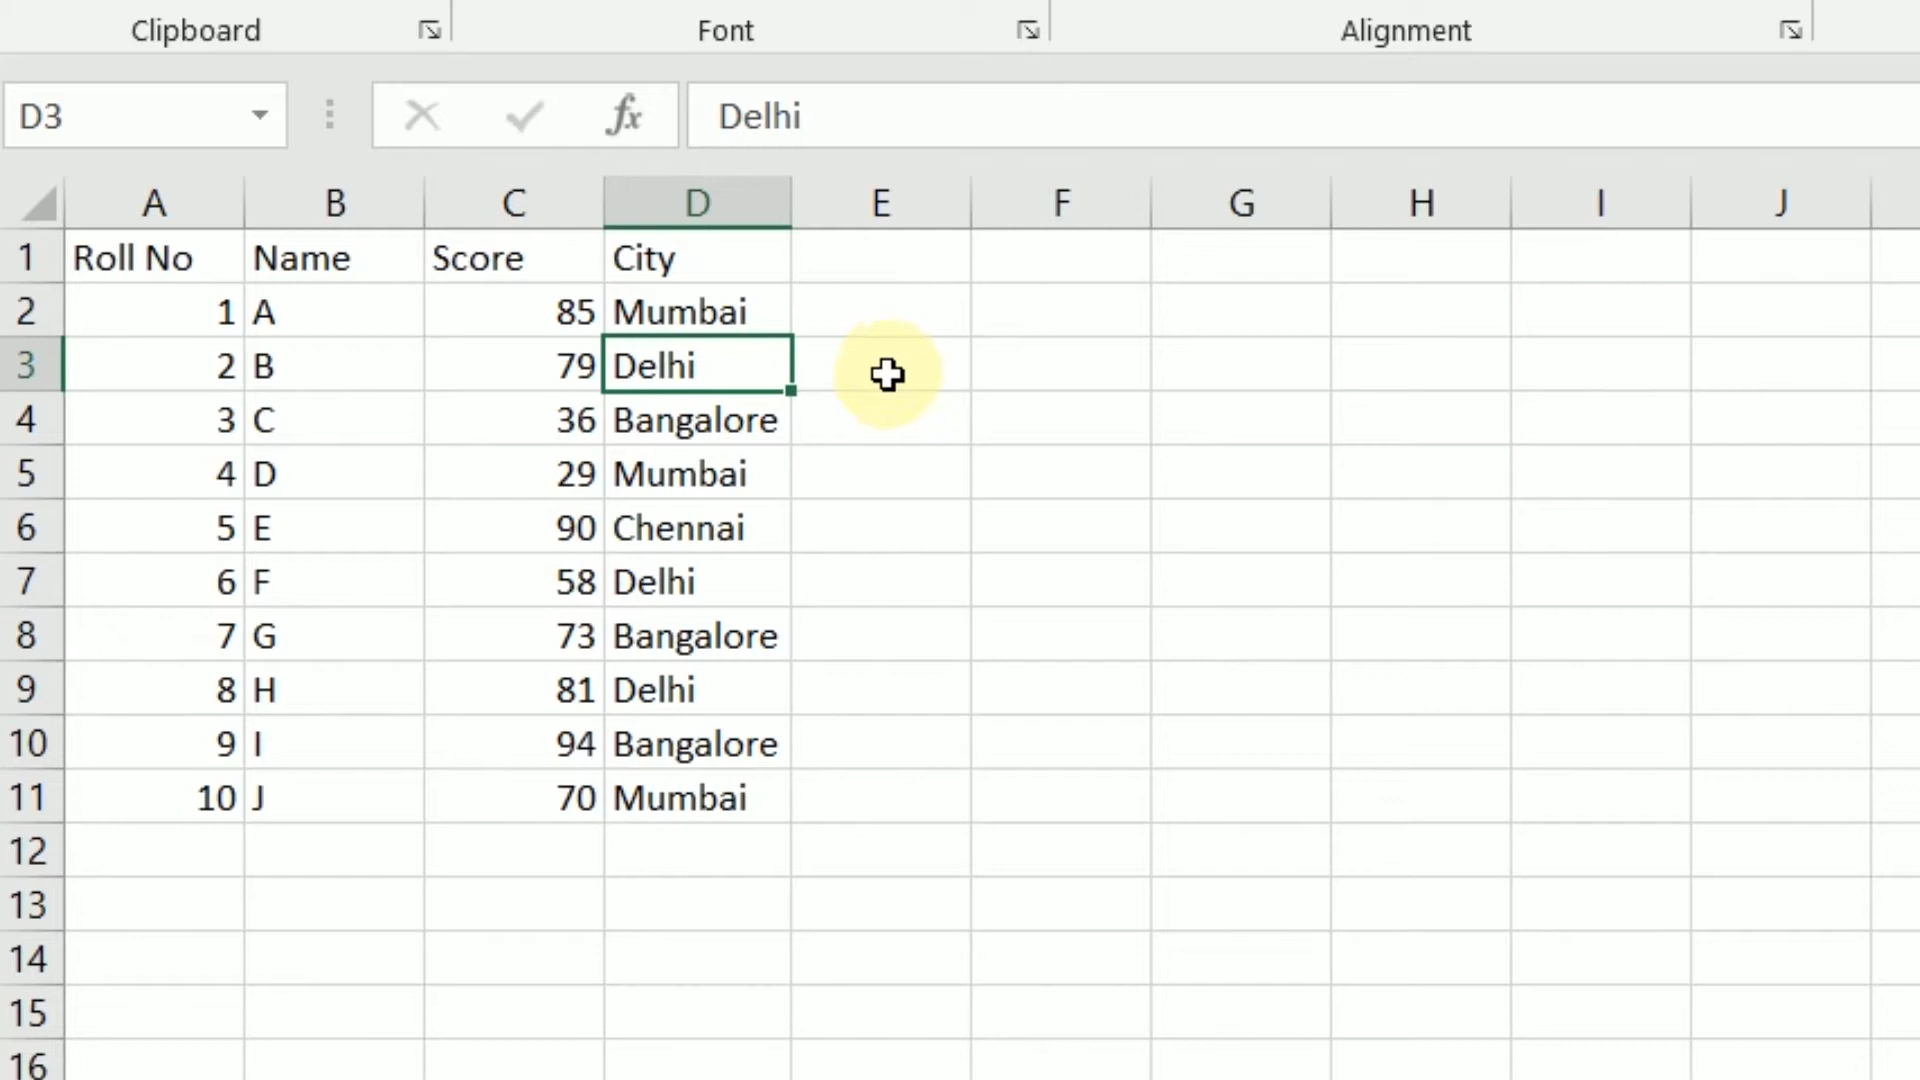 Clipboard Font Alignment
D3 fx Delhi
A B C D E F G H I J
1 Roll No Name Score City
2 1 A 85 Mumbai
3 2 B 79 Delhi
4 3 C 36 Bangalore
5 4 D 29 Mumbai
6 5 E 90 Chennai
7 6 F 58 Delhi
8 7 G 73 Bangalore
9 8 H 81 Delhi
10 9 I 94 Bangalore
11 10 J 70 Mumbai
12
13
14
15
16